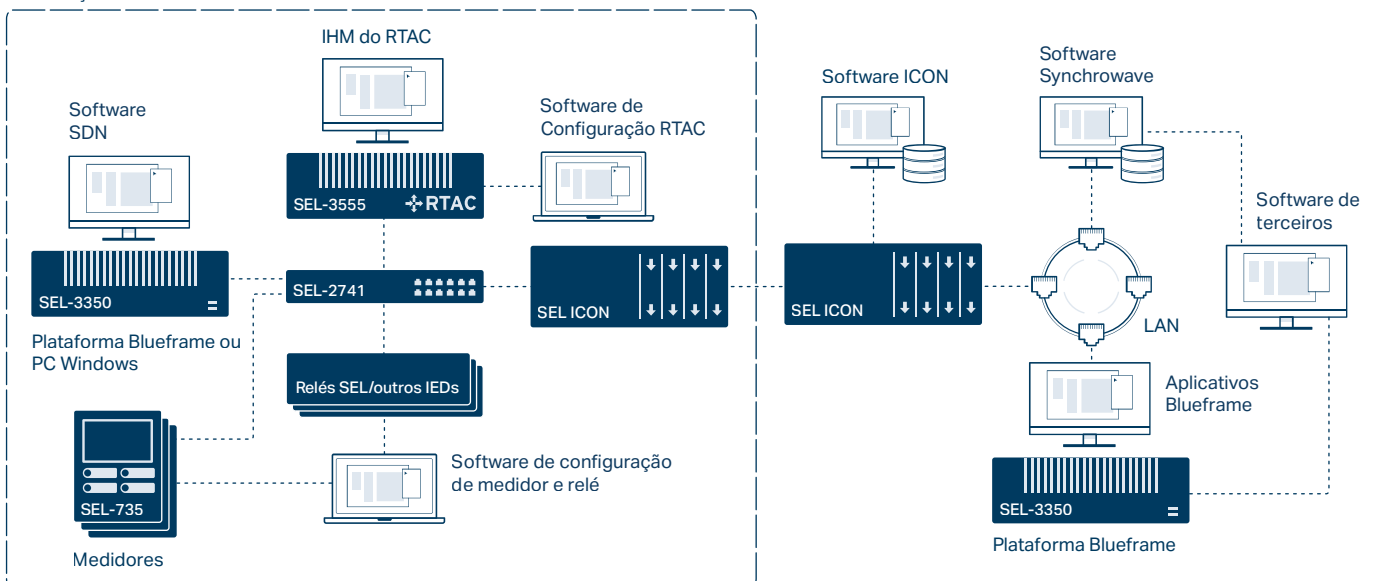 IHM do RTAC
Software
SDN
Software de
Configuração RTAC
SEL-3555
RTAC
SEL-3350
SEL-2741
SEL ICON
Plataforma Blueframe ou
PC Windows
Relés SEL/outros IEDs
SEL-735
Medidores
Software de configuração
de medidor e relé
Software ICON
Software
Synchrowave
Software de
terceiros
SEL ICON
LAN
Aplicativos
Blueframe
SEL-3350
Plataforma Blueframe